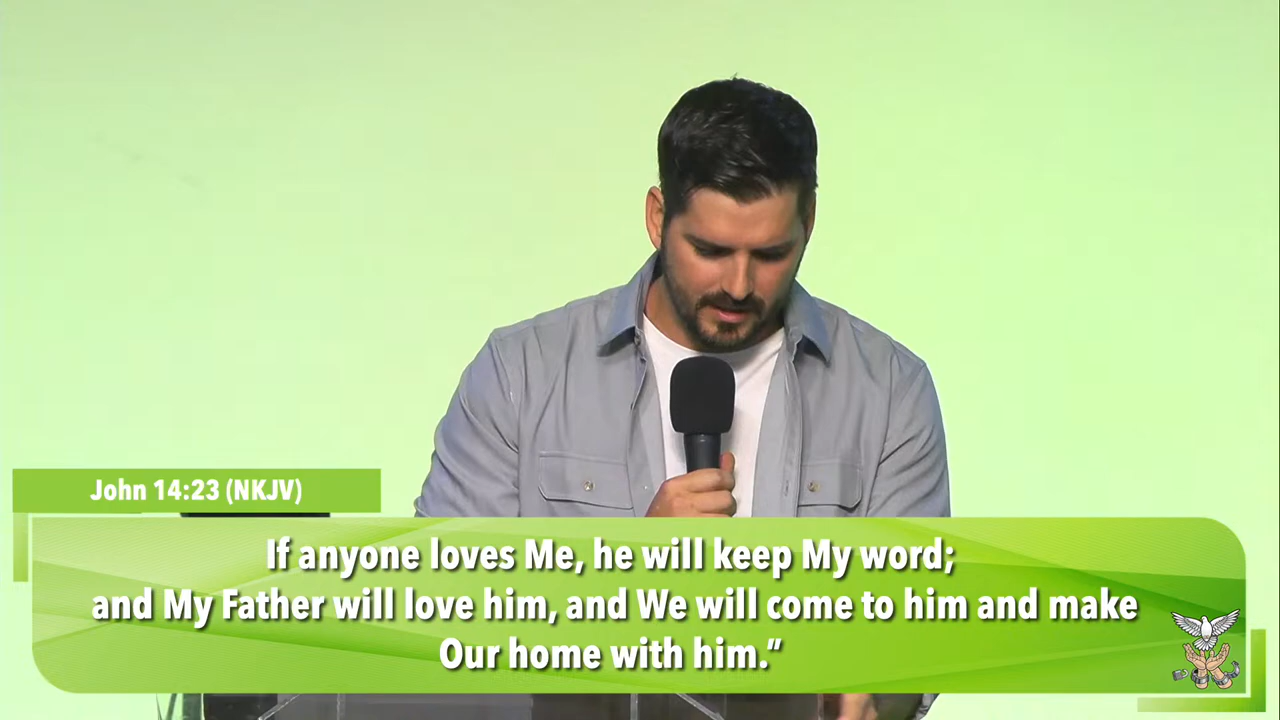 John 14:23 (NKJV)
If anyone loves Me, he will keep My word;
and My Father will love him, and We will come to him and make
Our home with him.”